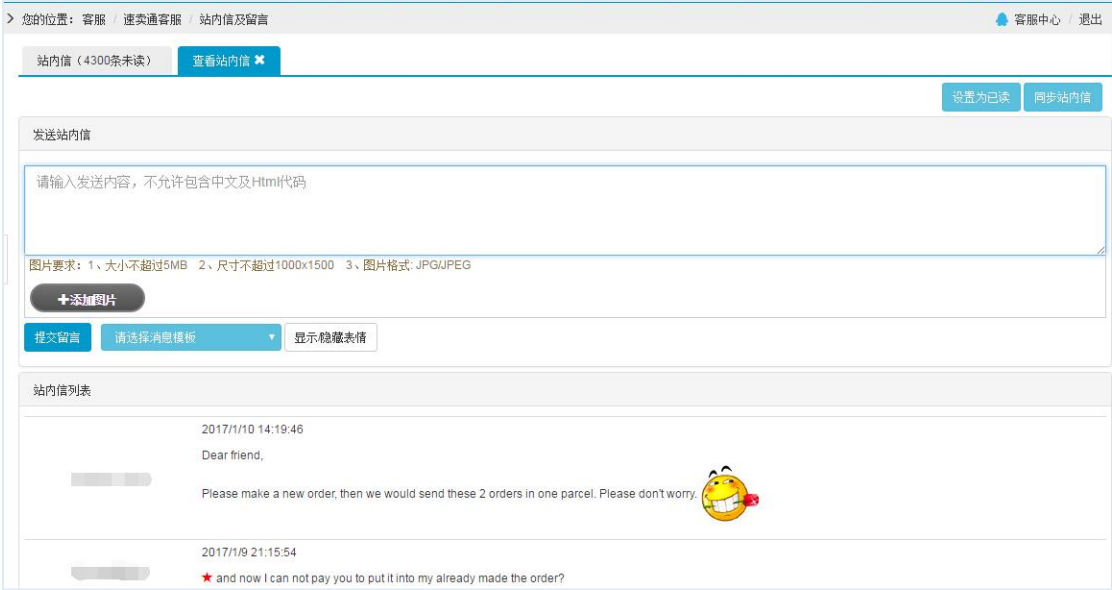 > 您的位置: 客服 / 速卖通客服 / 站内信及留言 客服中心 / 退出
站内信(4300条未读) 查看站内信 ✖
设置为已读 同步站内信
发送站内信
请输入发送内容，不允许包含中文及Html代码
图片要求: 1、大小不超过5MB 2、尺寸不超过1000x1500 3、图片格式: JPG/JPEG
✚添加图片
提交留言 请选择消息模板 ▼ 显示/隐藏表情
站内信列表
2017/1/10 14:19:46
Dear friend,
Please make a new order, then we would send these 2 orders in one parcel. Please don't worry.
2017/1/9 21:15:54
★ and now I can not pay you to put it into my already made the order?